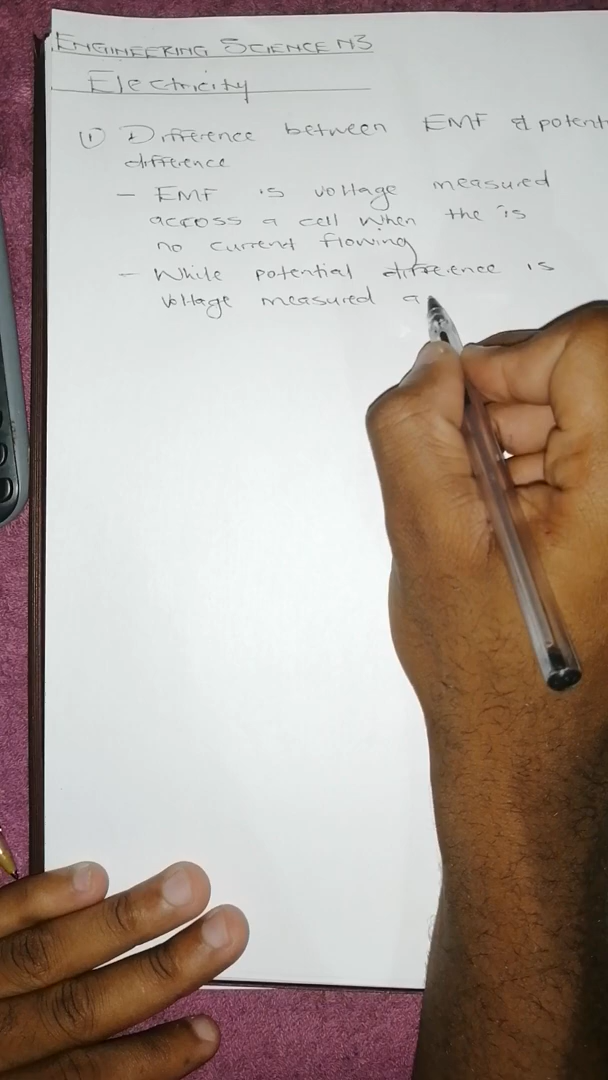 ENGINEERING SCIENCE N3
Electricity
① Difference between EMF & potent
difference
- EMF is voltage measured
across a cell when the is
no current flowing
- While potential difference is
voltage measured a